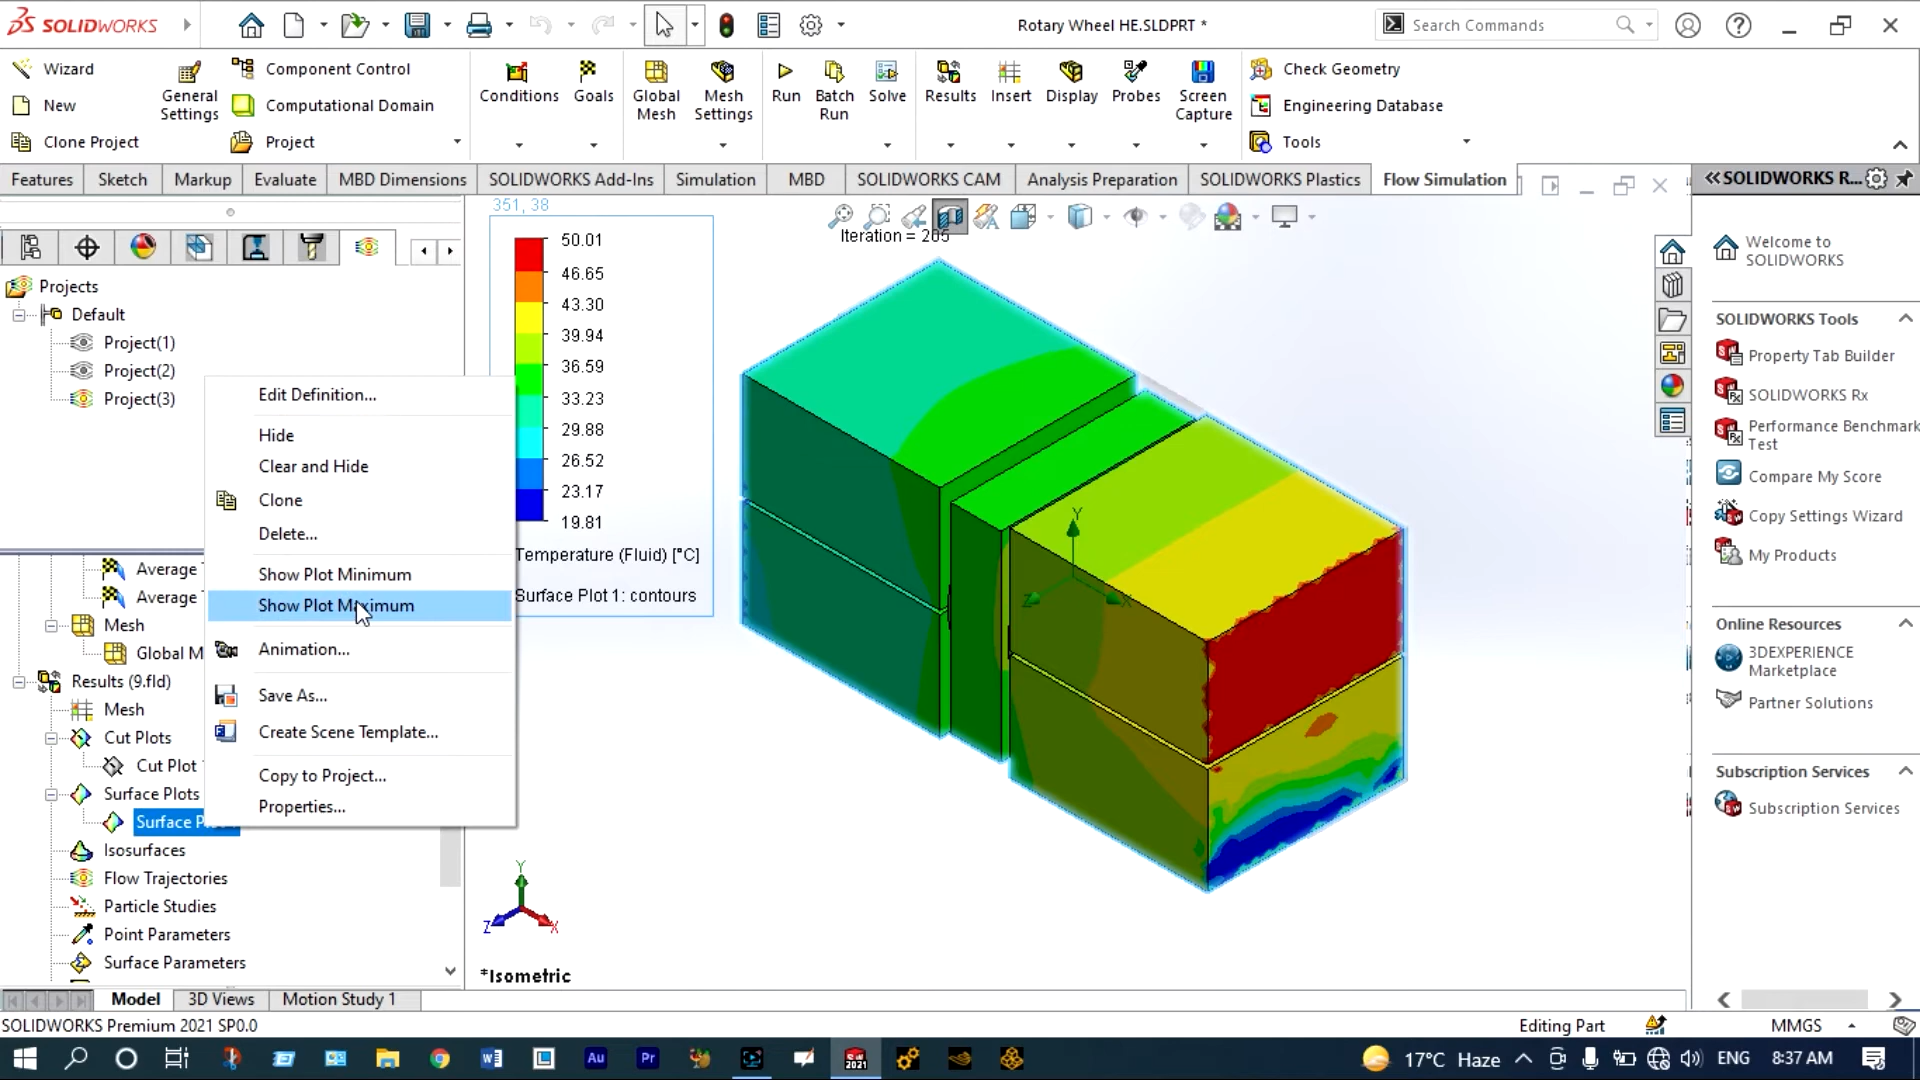 SOLIDWORKS
Rotary Wheel HE.SLDPRT *
Search Commands
Wizard
New
Clone Project
General
Settings
Component Control
Computational Domain
Project
Conditions
Goals
Global
Mesh
Mesh
Settings
Run
Batch
Run
Solve
Results
Insert
Display
Probes
Screen
Capture
Check Geometry
Engineering Database
Tools
Features
Sketch
Markup
Evaluate
MBD Dimensions
SOLIDWORKS Add-Ins
Simulation
MBD
SOLIDWORKS CAM
Analysis Preparation
SOLIDWORKS Plastics
Flow Simulation
SOLIDWORKS R...
Projects
Default
Project(1)
Project(2)
Project(3)
Edit Definition...
Hide
Clear and Hide
Clone
Delete...
Show Plot Minimum
Show Plot Maximum
Animation...
Save As...
Create Scene Template...
Copy to Project...
Properties...
Average T
Average T
Mesh
Global M
Results (9.fld)
Mesh
Cut Plots
Cut Plot
Surface Plots
Surface P
Isosurfaces
Flow Trajectories
Particle Studies
Point Parameters
Surface Parameters
351, 38
50.01
46.65
43.30
39.94
36.59
33.23
29.88
26.52
23.17
19.81
Temperature (Fluid) [°C]
Surface Plot 1: contours
Iteration = 205
Y
Z
X
Y
Z
X
*Isometric
Welcome to
SOLIDWORKS
SOLIDWORKS Tools
Property Tab Builder
SOLIDWORKS Rx
Performance Benchmark
Test
Compare My Score
Copy Settings Wizard
My Products
Online Resources
3DEXPERIENCE
Marketplace
Partner Solutions
Subscription Services
Subscription Services
Model
3D Views
Motion Study 1
SOLIDWORKS Premium 2021 SP0.0
Editing Part
MMGS
Au
Pr
SW
2021
17°C Haze
ENG
8:37 AM